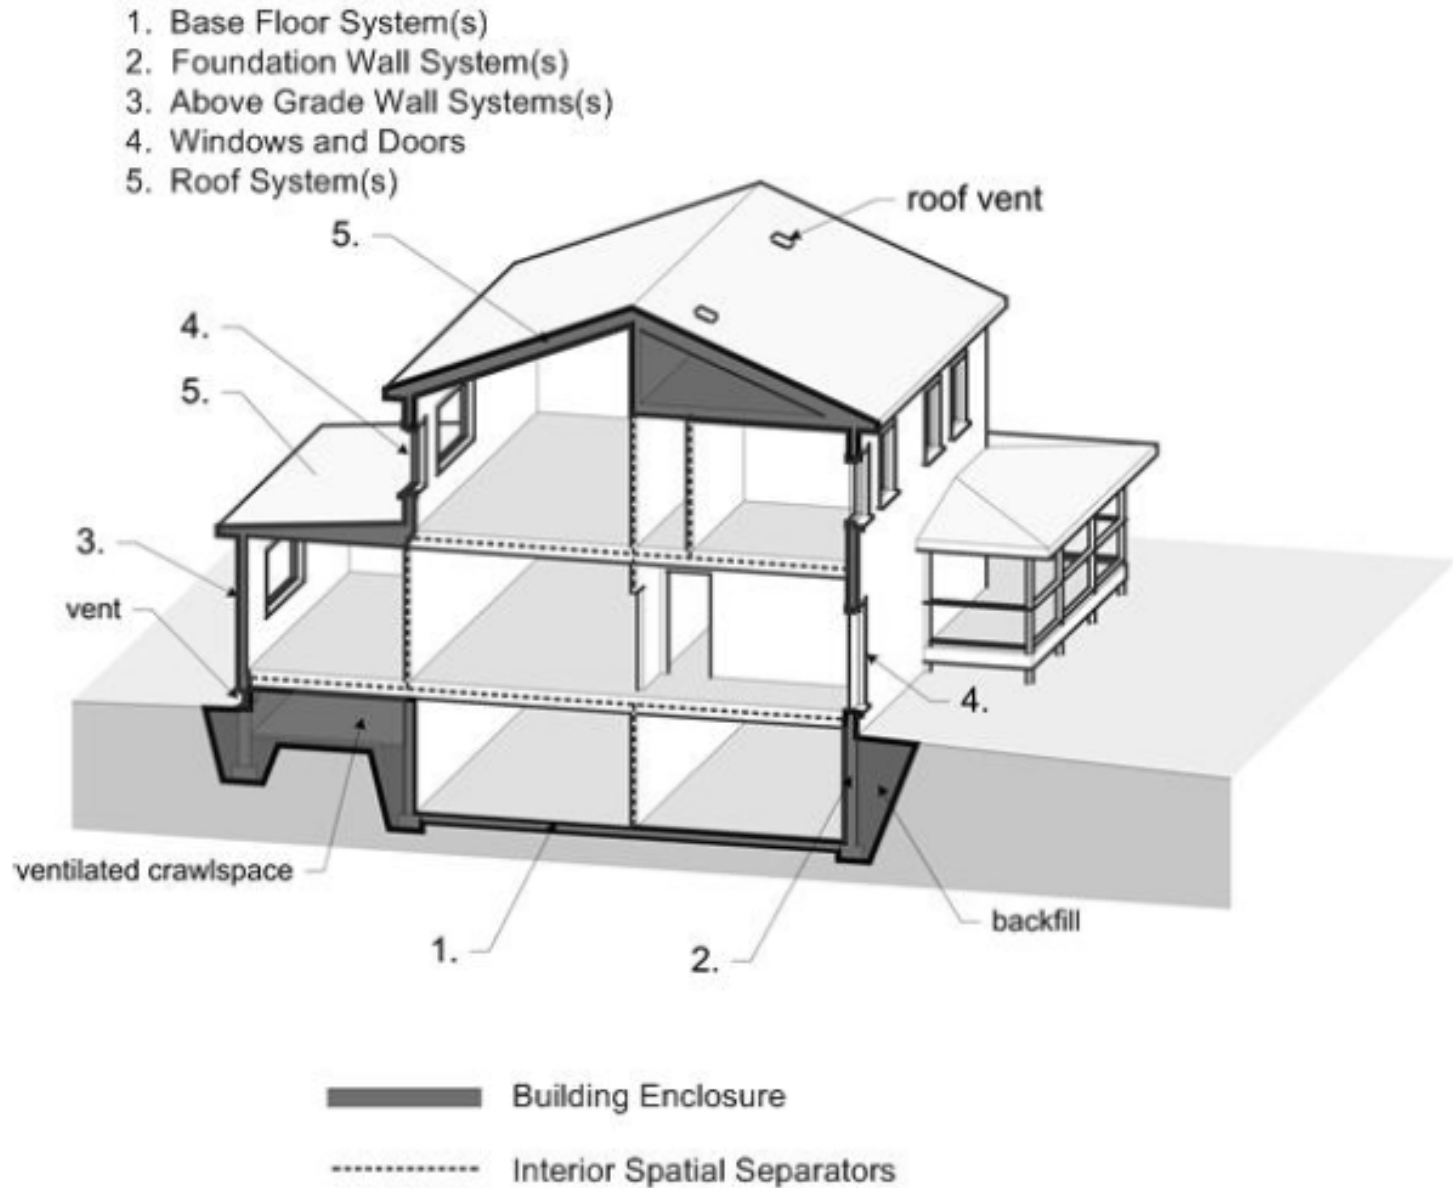 1. Base Floor System(s)
2. Foundation Wall System(s)
3. Above Grade Wall Systems(s)
4. Windows and Doors
5. Roof System(s)
roof vent
5.
4.
5.
3.
vent
4.
ventilated crawlspace
backfill
1.
2.
Building Enclosure
Interior Spatial Separators